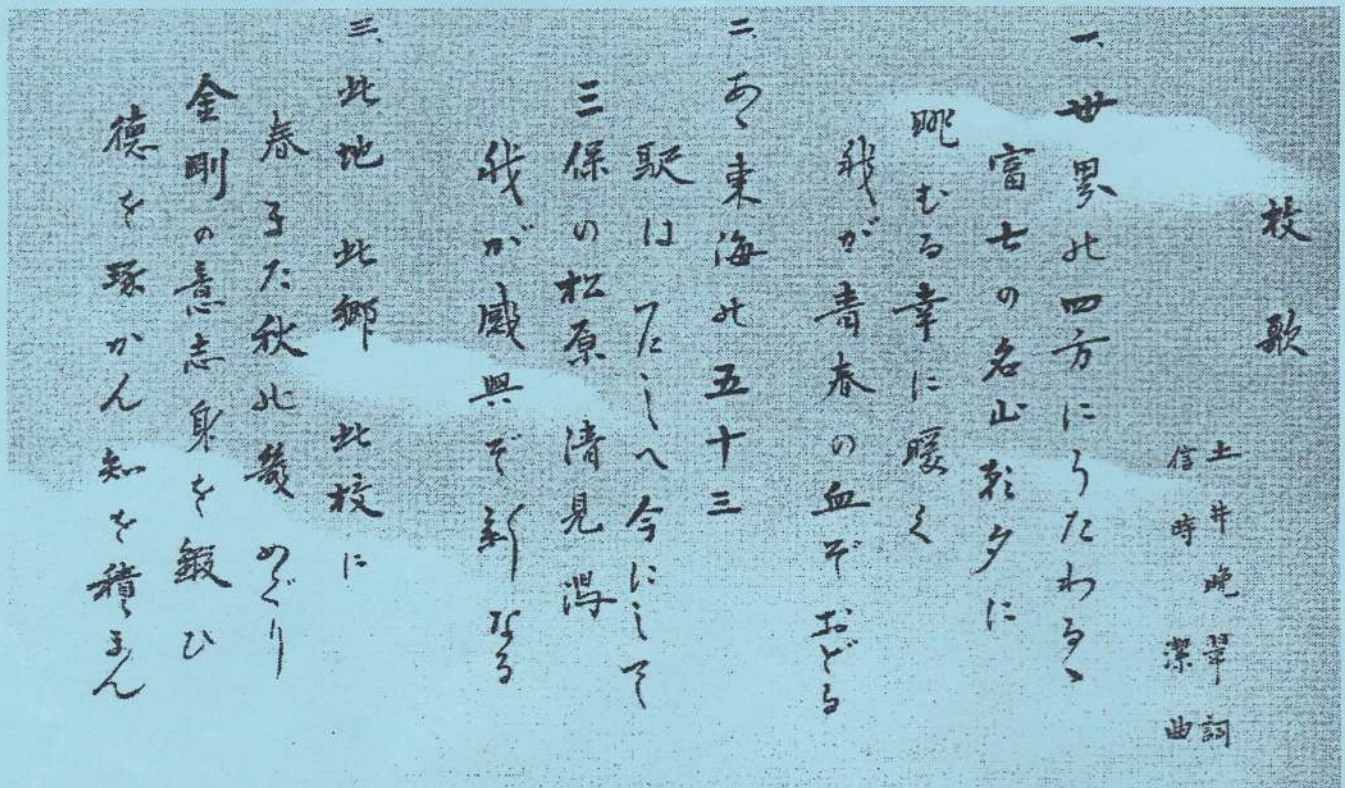 校歌
土井晩翠詞
信時潔曲
一、世界の四方にうたわるゝ
富士の名山朝夕に
眺むる幸に暖く
我が青春の血ぞおどる
二、あゝ東海の五十三
駅は いにしへ今にして
三保の松原 清見潟
我が感興ぞ新なる
三、此地 此郷 此校に
春また秋の幾めぐり
金剛の意志身を鍛ひ
徳を琢かん知を積まん